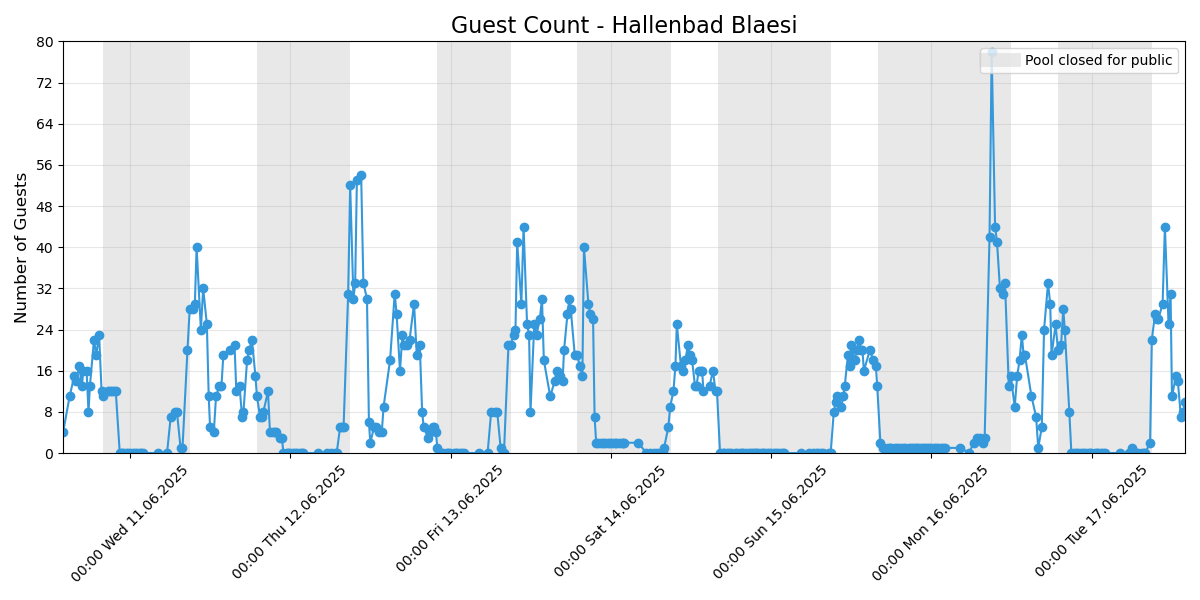 Guest Count - Hallenbad Blaesi
Pool closed for public
Number of Guests
80
72
64
56
48
40
32
24
16
8
0
00:00 Wed 11.06.2025
00:00 Thu 12.06.2025
00:00 Fri 13.06.2025
00:00 Sat 14.06.2025
00:00 Sun 15.06.2025
00:00 Mon 16.06.2025
00:00 Tue 17.06.2025